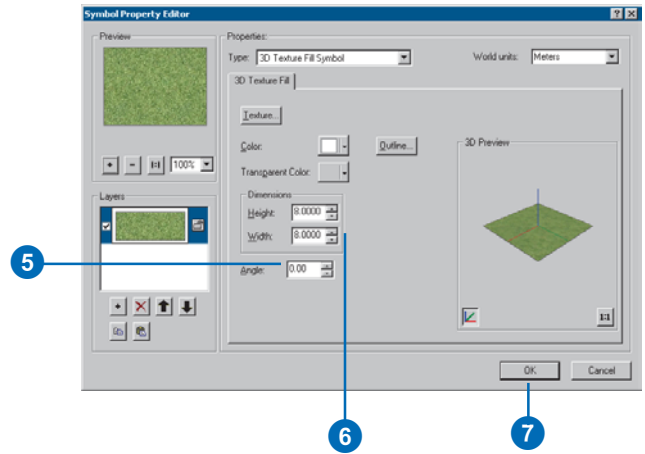 Symbol Property Editor
Preview
100%
Layers
Properties:
Type: 3D Texture Fill Symbol
World units: Meters
3D Texture Fill
Texture...
Color:
Outline...
Transparent Color:
Dimensions
Height: 8.0000
Width: 8.0000
Angle: 0.00
3D Preview
1:1
OK
Cancel
5
6
7